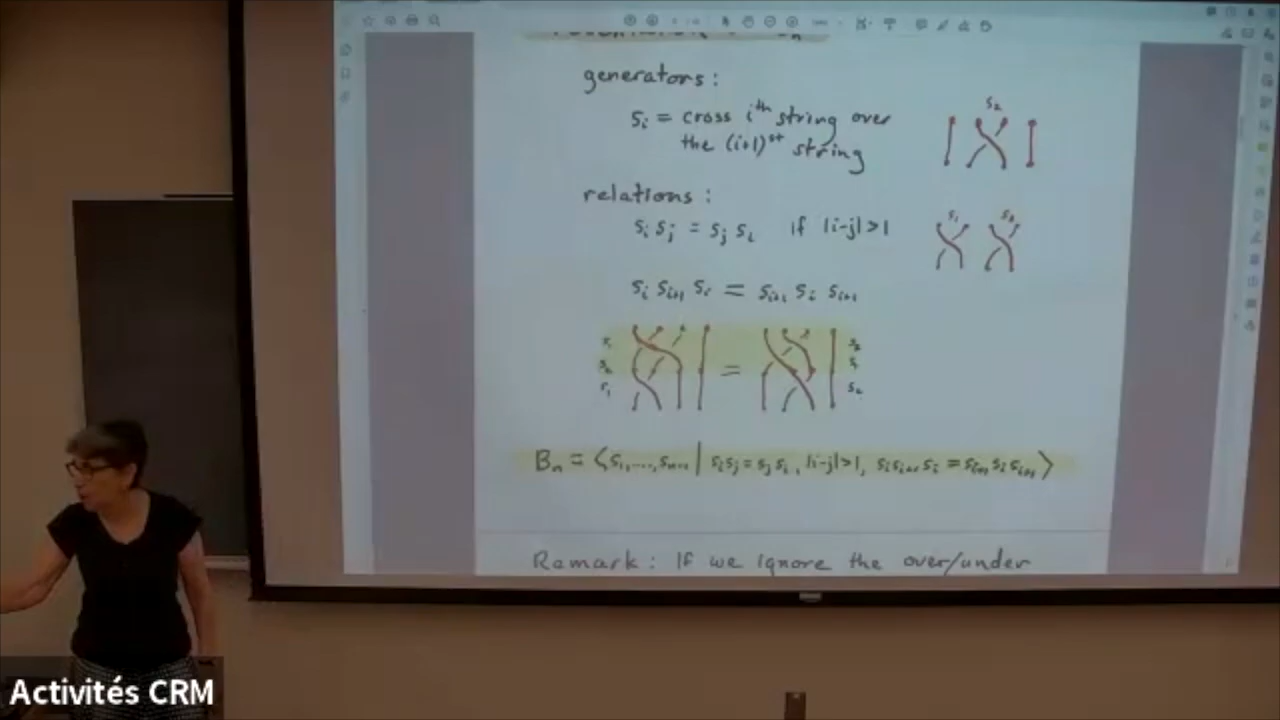 generators:
s₂
sᵢ = cross iᵗʰ string over
the (i+1)ˢᵗ string
relations:
sᵢ sⱼ = sⱼ sᵢ if |i-j|>1
s₁ s₃
sᵢ sᵢ₊₁ sᵢ = sᵢ₊₁ sᵢ sᵢ₊₁
s₁ s₂
s₂ = s₁
s₁ s₂
Bₙ = ⟨s₁,...,sₙ₋₁ | sᵢsⱼ=sⱼsᵢ, |i-j|>1, sᵢsᵢ₊₁sᵢ = sᵢ₊₁sᵢsᵢ₊₁⟩
Remark: If we ignore the over/under
Activités CRM